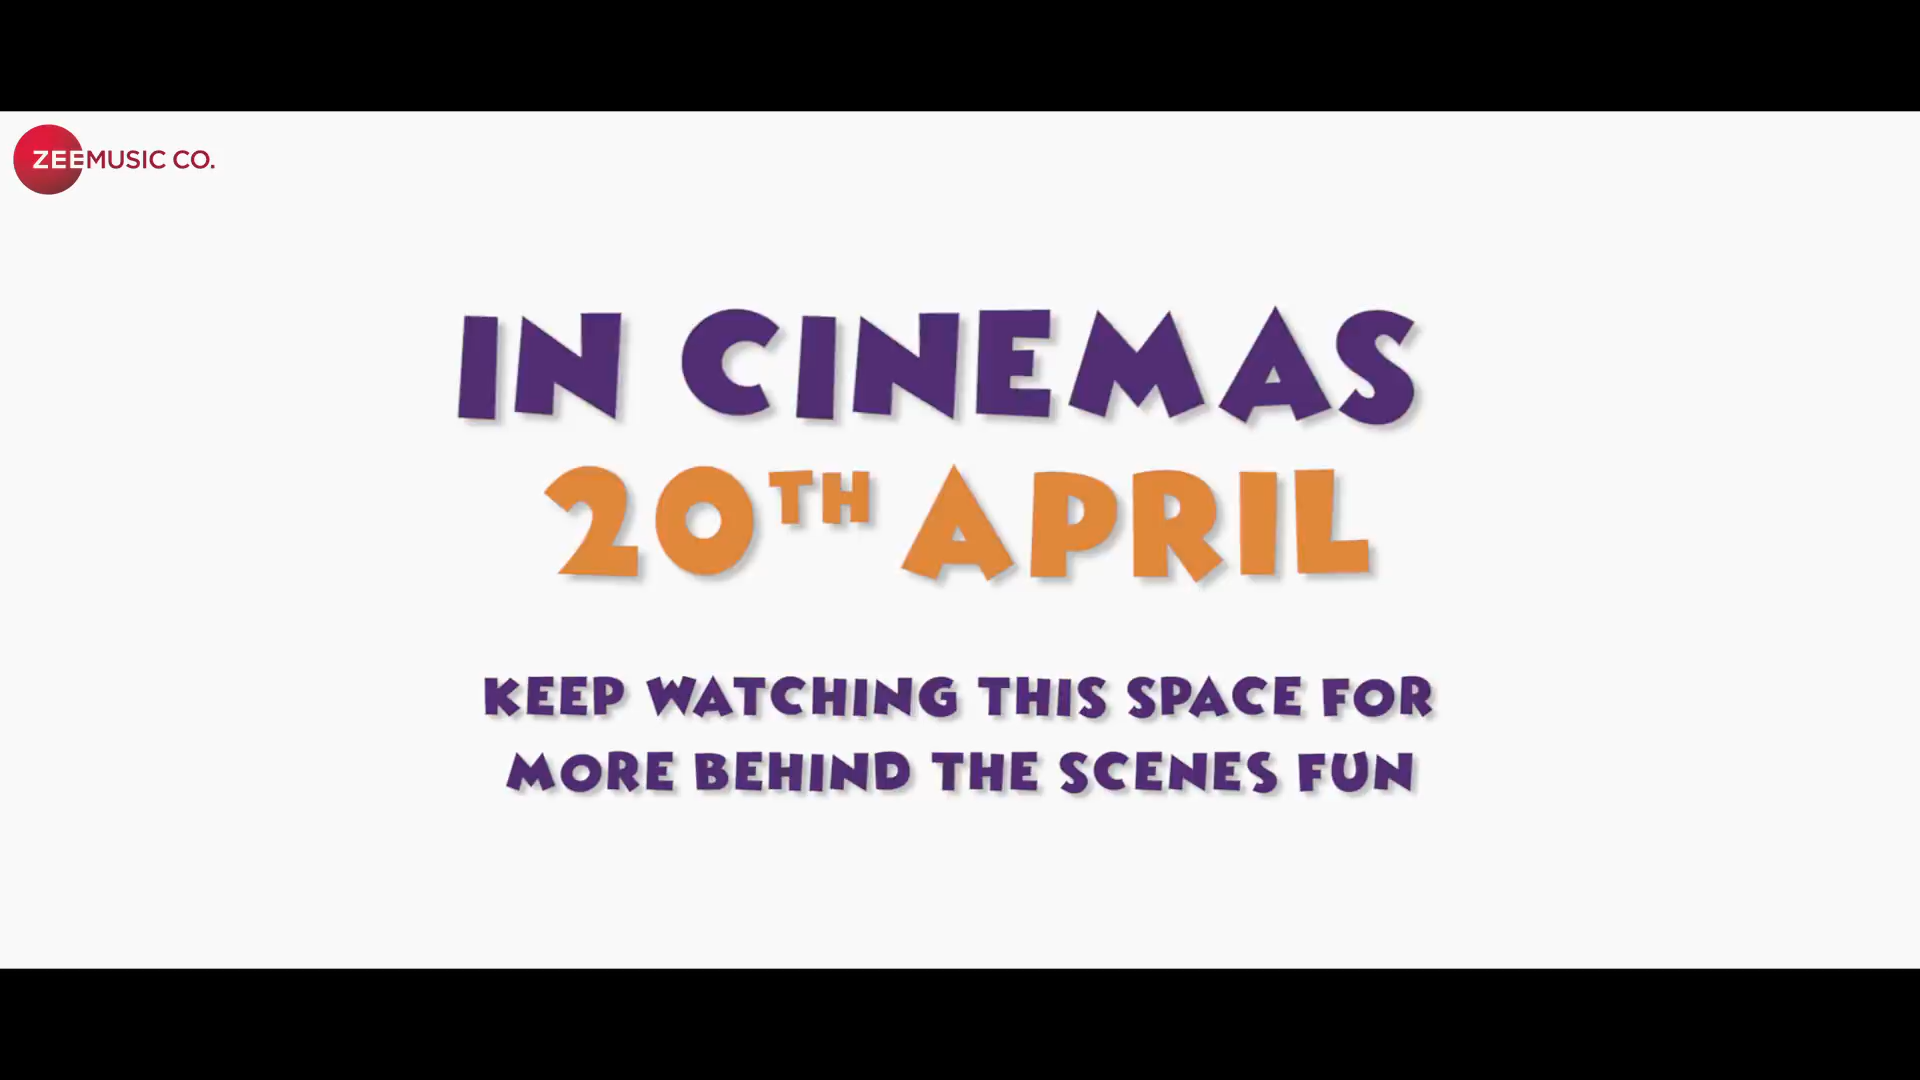 ZEEMUSIC CO.
IN CINEMAS
20TH APRIL
KEEP WATCHING THIS SPACE FOR
MORE BEHIND THE SCENES FUN